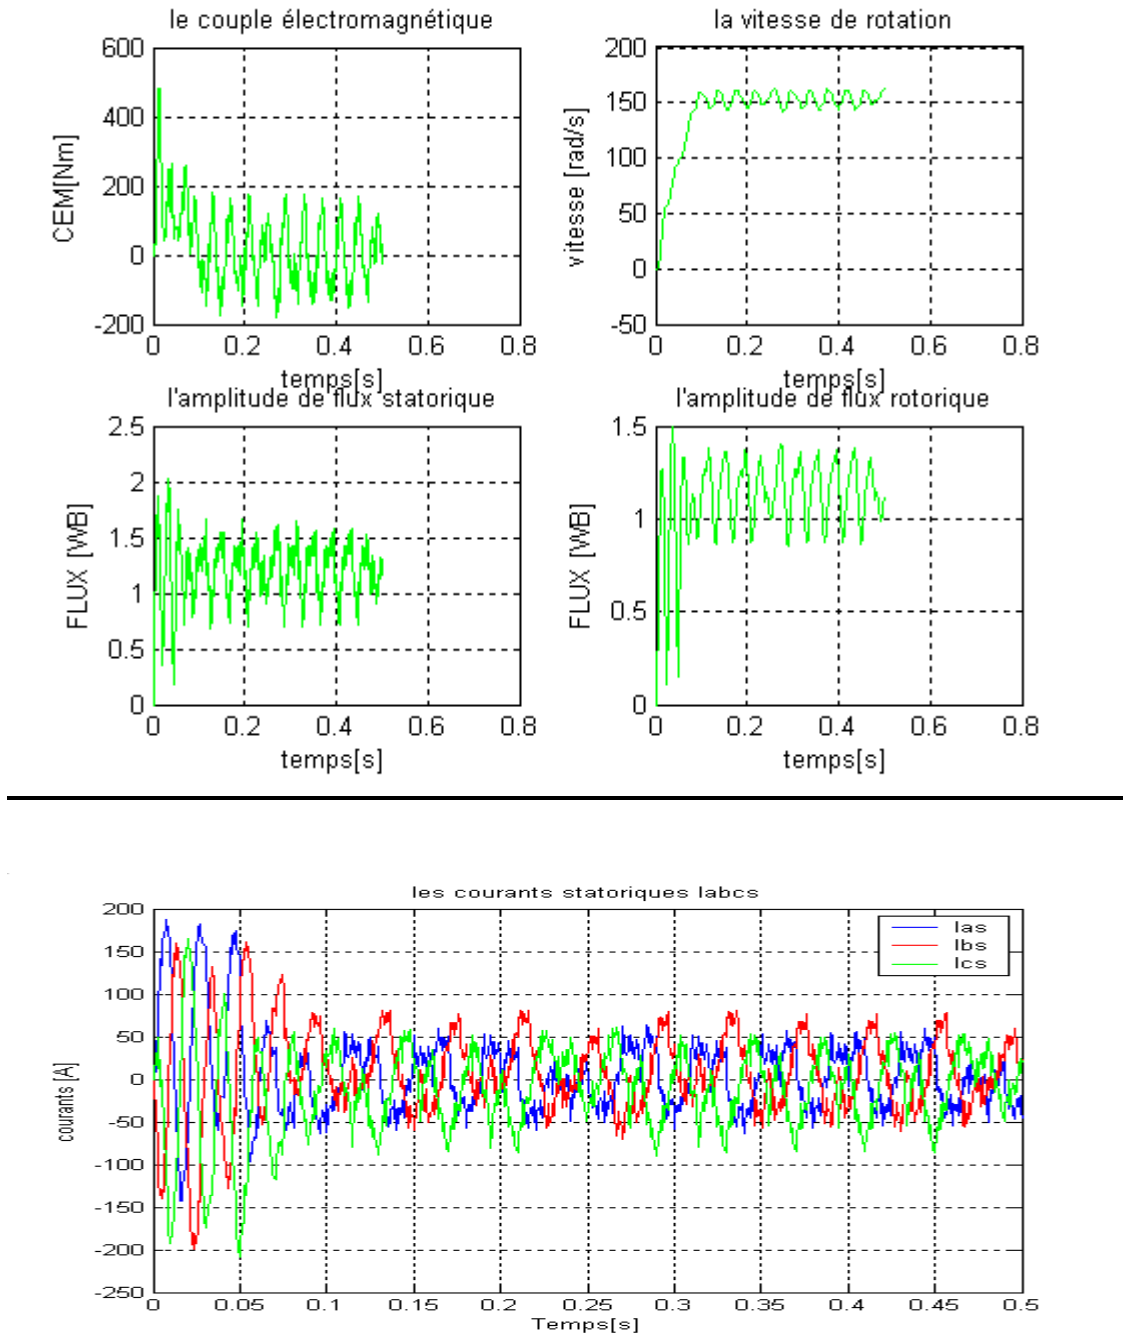 le couple électromagnétique
600
400
200
0
-200
CEM[Nm]
0 0.2 0.4 0.6 0.8
temps[s]
la vitesse de rotation
200
150
100
50
0
-50
vitesse [rad/s]
0 0.2 0.4 0.6 0.8
temps[s]
l'amplitude de flux statorique
2.5
2
1.5
1
0.5
0
FLUX [WB]
0 0.2 0.4 0.6 0.8
temps[s]
l'amplitude de flux rotorique
1.5
1
0.5
0
FLUX [WB]
0 0.2 0.4 0.6 0.8
temps[s]
les courants statoriques Iabcs
200
150
100
50
0
-50
-100
-150
-200
-250
courants [A]
Ias
Ibs
Ics
0 0.05 0.1 0.15 0.2 0.25 0.3 0.35 0.4 0.45 0.5
Temps[s]